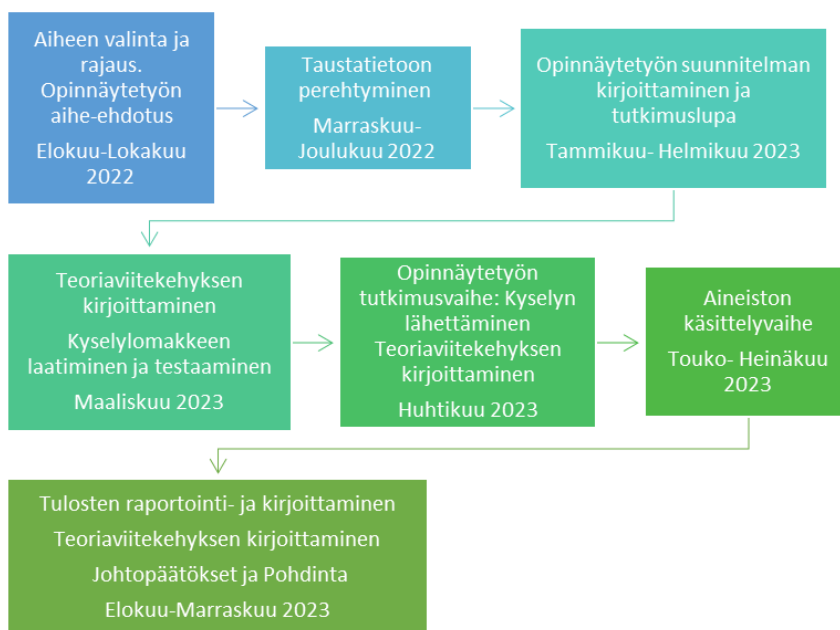 Aiheen valinta ja
rajaus.
Opinnäytetyön
aihe-ehdotus
Elokuu-Lokakuu
2022
Taustatietoon
perehtyminen
Marraskuu-
Joulukuu 2022
Opinnäytetyön suunnitelman
kirjoittaminen ja
tutkimuslupa
Tammikuu- Helmikuu 2023
Teoriaviitekehyksen
kirjoittaminen
Kyselylomakkeen
laatiminen ja testaaminen
Maaliskuu 2023
Opinnäytetyön
tutkimusvaihe: Kyselyn
lähettäminen
Teoriaviitekehyksen
kirjoittaminen
Huhtikuu 2023
Aineiston
käsittelyvaihe
Touko- Heinäkuu
2023
Tulosten raportointi- ja kirjoittaminen
Teoriaviitekehyksen kirjoittaminen
Johtopäätökset ja Pohdinta
Elokuu-Marraskuu 2023